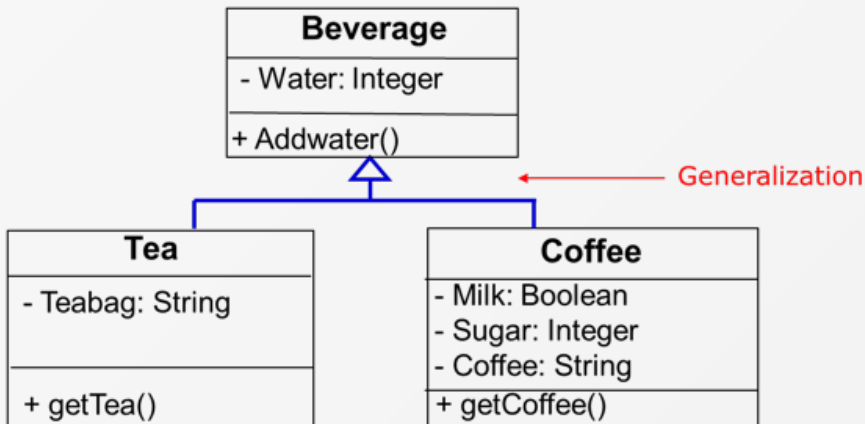 Beverage
- Water: Integer
+ Addwater()
Generalization
Tea
- Teabag: String
+ getTea()
Coffee
- Milk: Boolean
- Sugar: Integer
- Coffee: String
+ getCoffee()